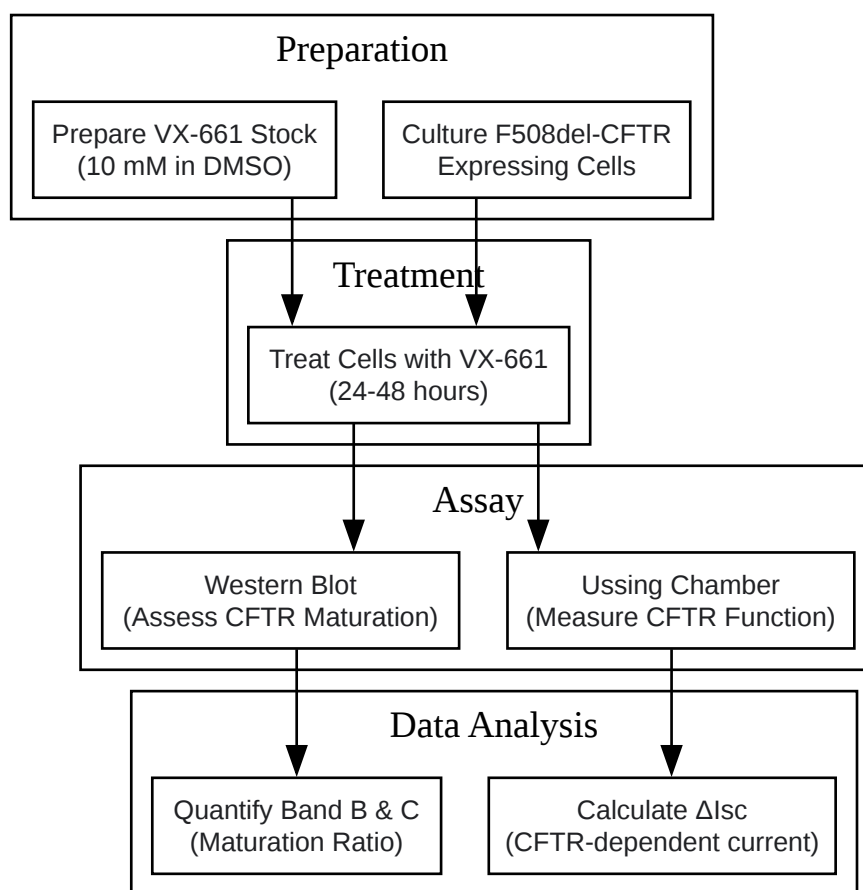 Preparation
Prepare VX-661 Stock
(10 mM in DMSO)
Culture F508del-CFTR
Expressing Cells
Treatment
Treat Cells with VX-661
(24-48 hours)
Assay
Western Blot
(Assess CFTR Maturation)
Ussing Chamber
(Measure CFTR Function)
Data Analysis
Quantify Band B & C
(Maturation Ratio)
Calculate ΔIsc
(CFTR-dependent current)